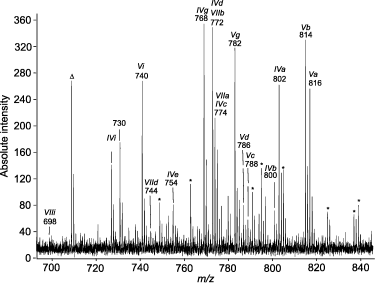 IVd
IVg VIIb
768 772
Vb
814
360
Vg
782
320
Vi
740
IVa
802
Va
816
Δ
280
240
VIIa
IVc
774
730
200
IVi
160
Vd
786
Vc
788
*
*
VIId
744
IVe
754
IVb
800
120
*
*
80
VIIi
698
*
*
*
*
40
0
Absolute intensity
700 720 740 760 780 800 820 840
m/z